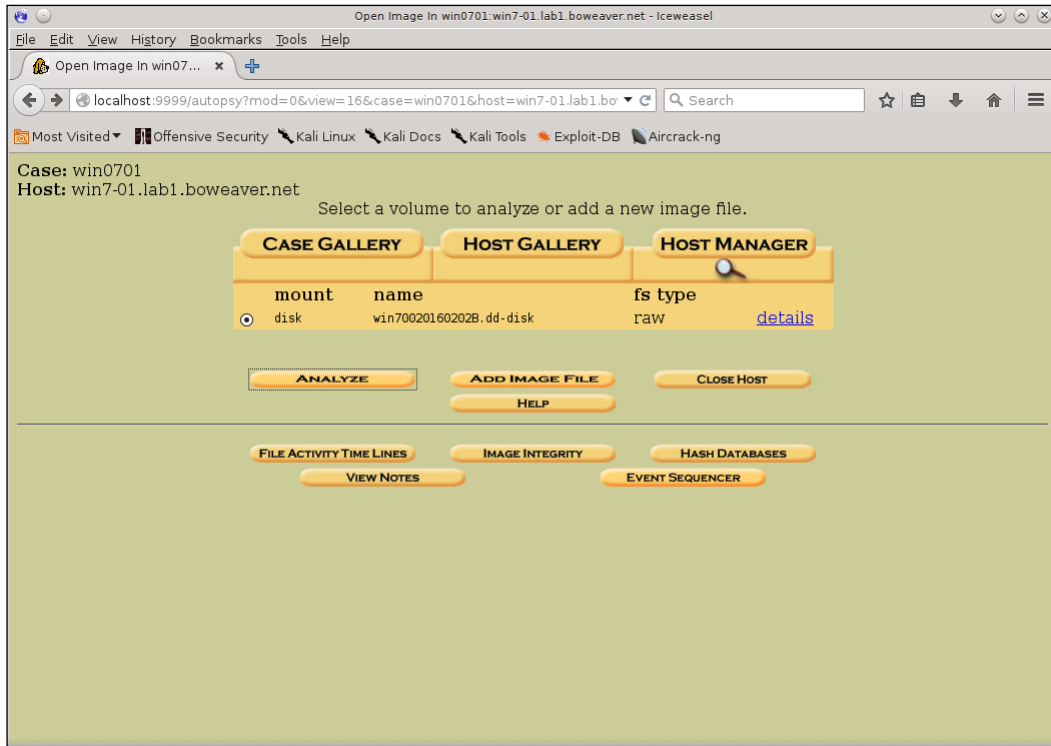 Open Image In win0701:win7-01.lab1.boweaver.net - Iceweasel
File Edit View History Bookmarks Tools Help
Open Image In win07...
localhost:9999/autopsy?mod=0&view=16&case=win0701&host=win7-01.lab1.bo
Search
Most Visited Offensive Security Kali Linux Kali Docs Kali Tools Exploit-DB Aircrack-ng
Case: win0701
Host: win7-01.lab1.boweaver.net
Select a volume to analyze or add a new image file.
CASE GALLERY HOST GALLERY HOST MANAGER
mount name fs type
disk win70020160202B.dd-disk raw details
ANALYZE ADD IMAGE FILE CLOSE HOST
HELP
FILE ACTIVITY TIME LINES IMAGE INTEGRITY HASH DATABASES
VIEW NOTES EVENT SEQUENCER